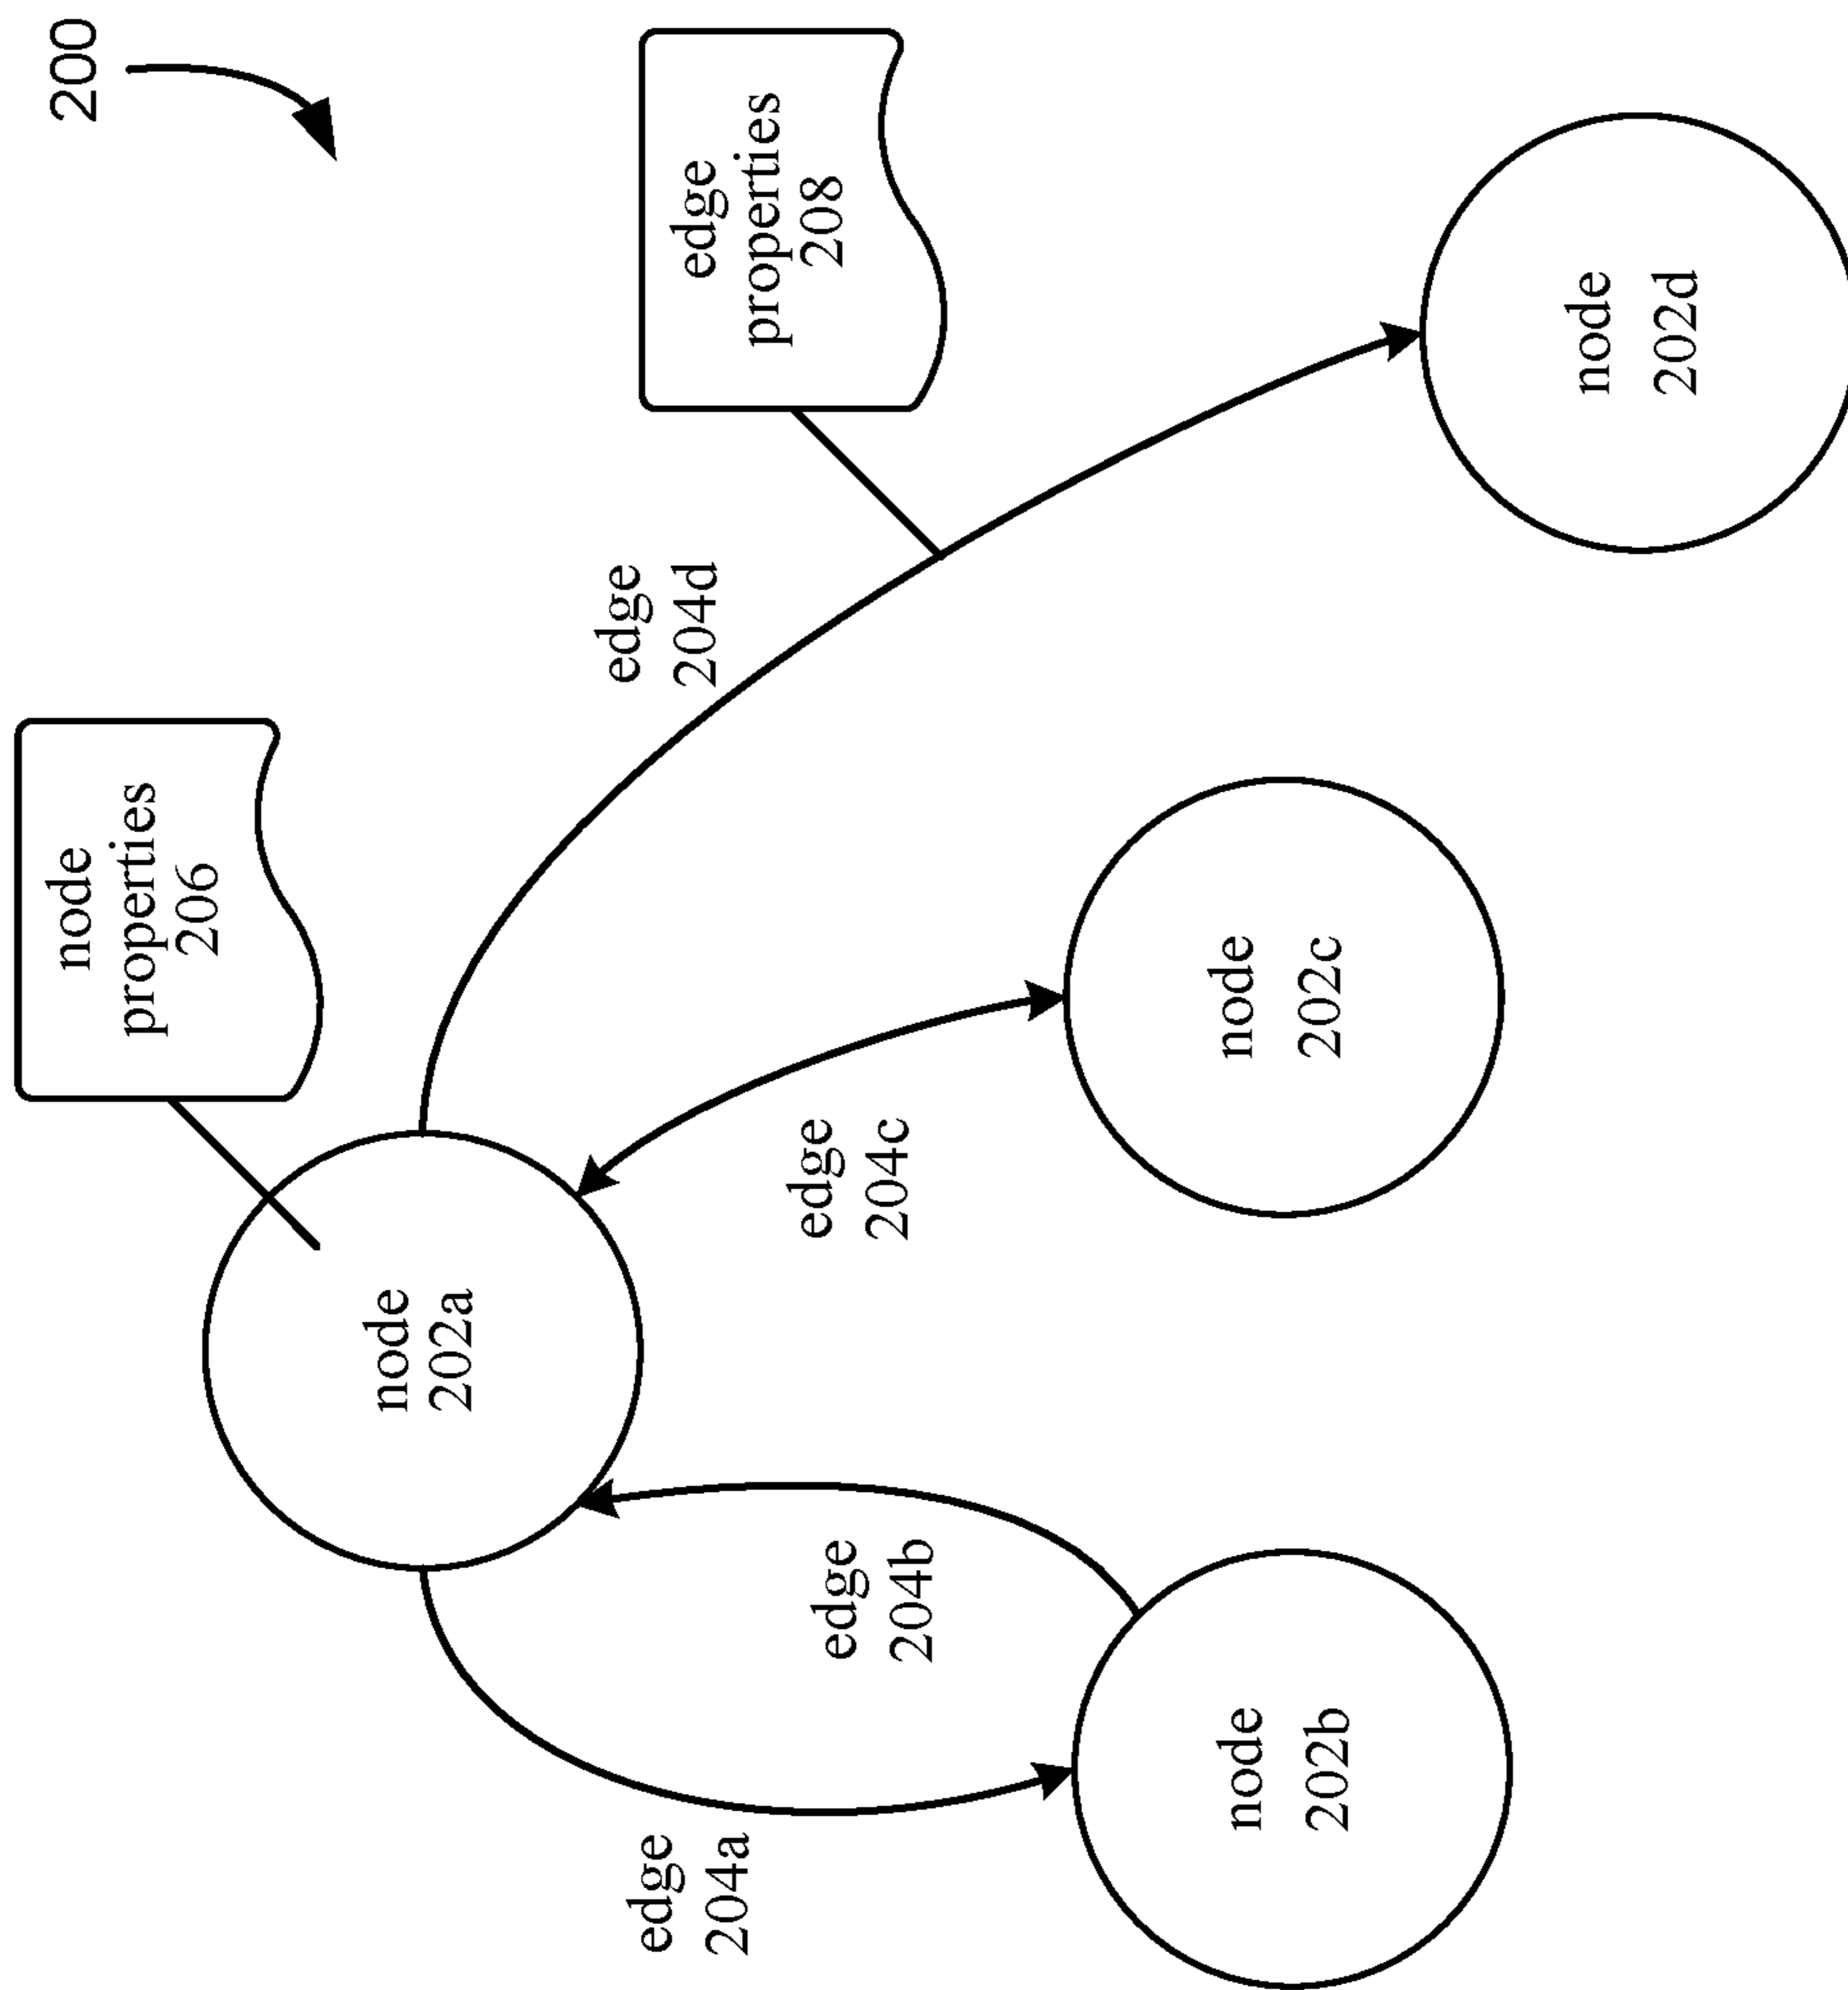 200
node
properties
206
edge
properties
208
edge
204d
node
202a
edge
204c
edge
204a
edge
204b
node
202b
node
202c
node
202d